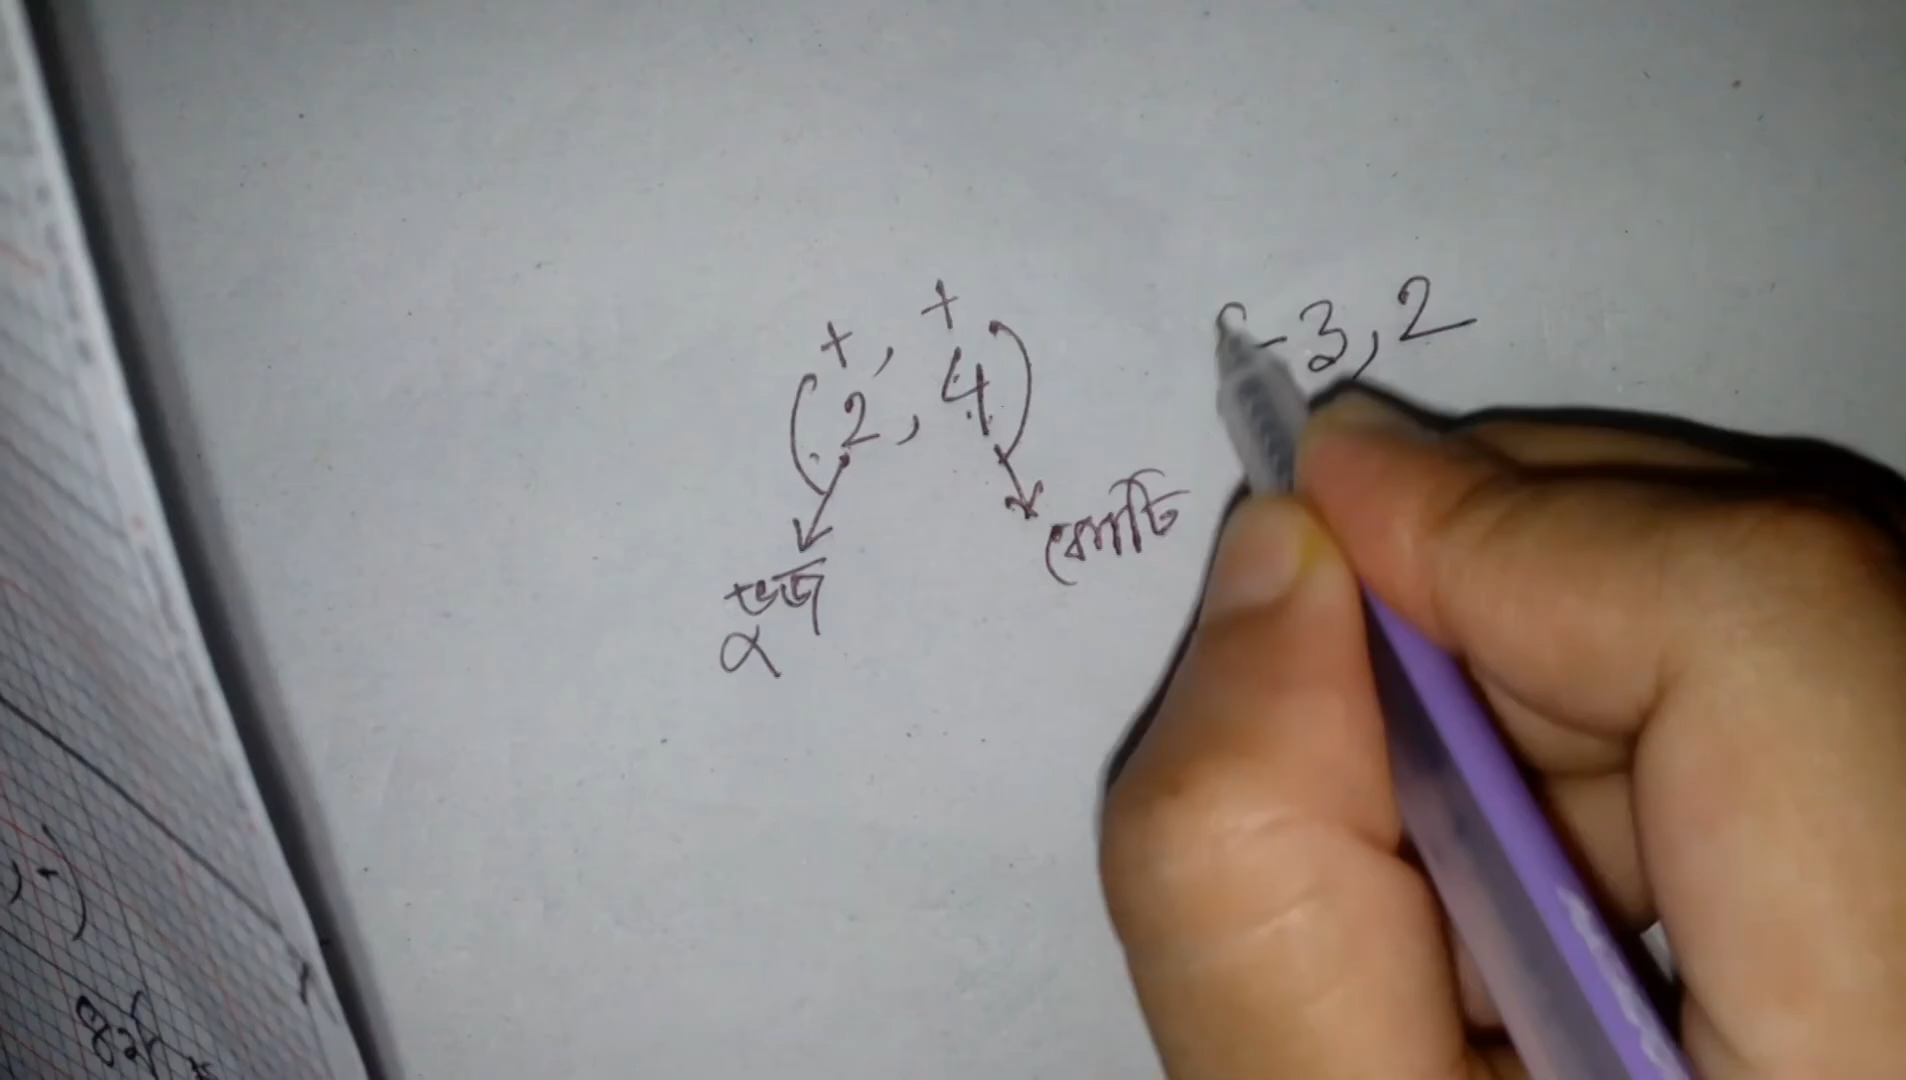 +, +
(2, 4)
(-3, 2
ভুজ
কোটি
, -)